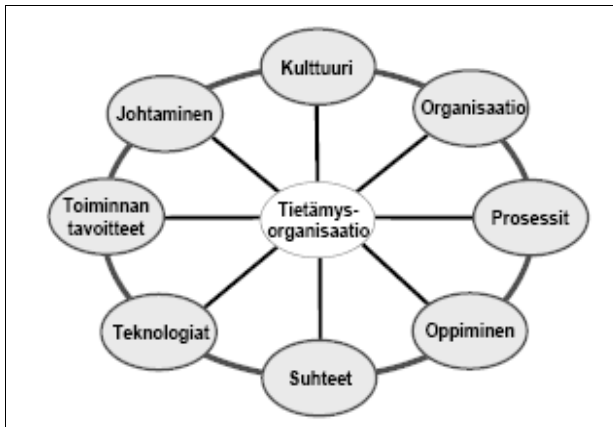 Kulttuuri
Organisaatio
Prosessit
Oppiminen
Suhteet
Teknologiat
Toiminnan
tavoitteet
Johtaminen
Tietämys-
organisaatio